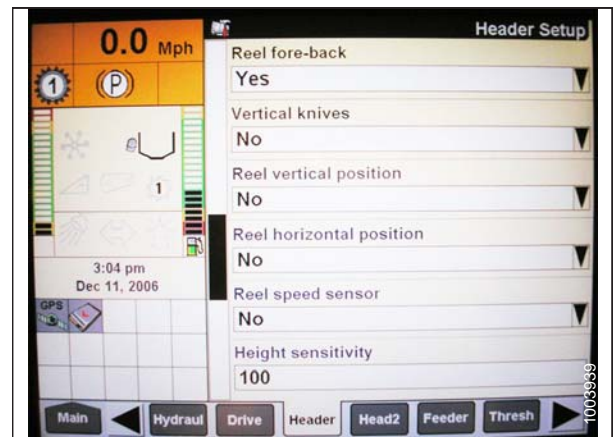 0.0 Mph
Header Setup
1
(P)
Reel fore-back
Yes
Vertical knives
No
Reel vertical position
No
Reel horizontal position
No
Reel speed sensor
No
Height sensitivity
100
1
3:04 pm
Dec 11, 2006
GPS
Main
Hydraul
Drive
Header
Head2
Feeder
Thresh
1003939